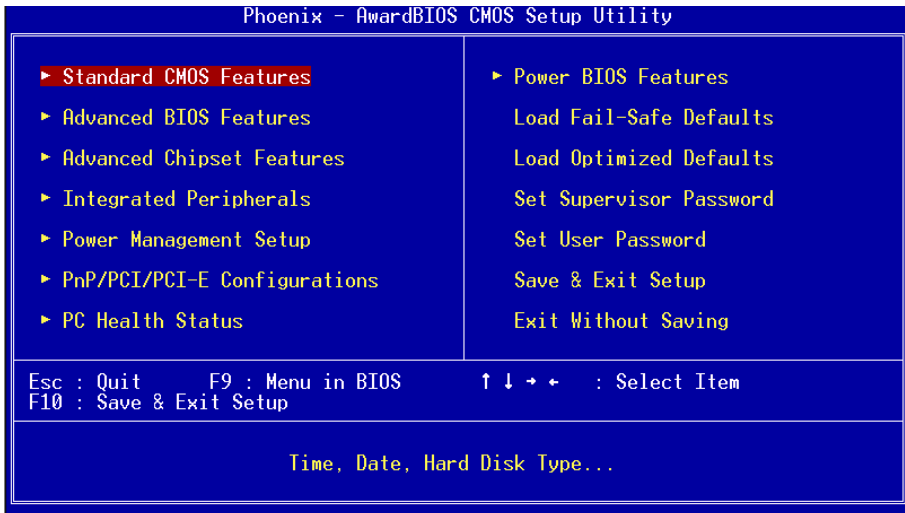 Phoenix - AwardBIOS CMOS Setup Utility
► Standard CMOS Features
► Advanced BIOS Features
► Advanced Chipset Features
► Integrated Peripherals
► Power Management Setup
► PnP/PCI/PCI-E Configurations
► PC Health Status
► Power BIOS Features
Load Fail-Safe Defaults
Load Optimized Defaults
Set Supervisor Password
Set User Password
Save & Exit Setup
Exit Without Saving
Esc : Quit F9 : Menu in BIOS ↑ ↓ → ← : Select Item
F10 : Save & Exit Setup
Time, Date, Hard Disk Type...